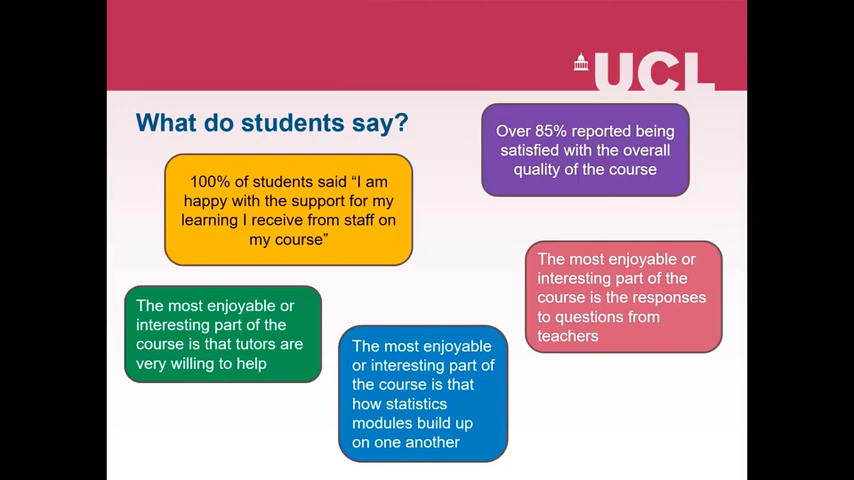 UCL
What do students say?
Over 85% reported being
satisfied with the overall
quality of the course
100% of students said “I am
happy with the support for my
learning I receive from staff on
my course”
The most enjoyable or
interesting part of the
course is the responses
to questions from
teachers
The most enjoyable or
interesting part of the
course is that tutors are
very willing to help
The most enjoyable
or interesting part of
the course is that
how statistics
modules build up
on one another